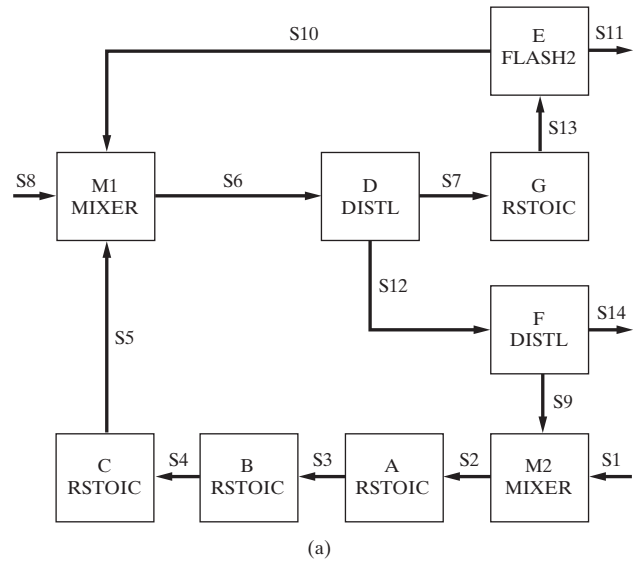 S10
E
FLASH2
S11
S13
S8
M1
MIXER
S6
D
DISTL
S7
G
RSTOIC
S12
S5
F
DISTL
S14
S9
C
RSTOIC
S4
B
RSTOIC
S3
A
RSTOIC
S2
M2
MIXER
S1
(a)